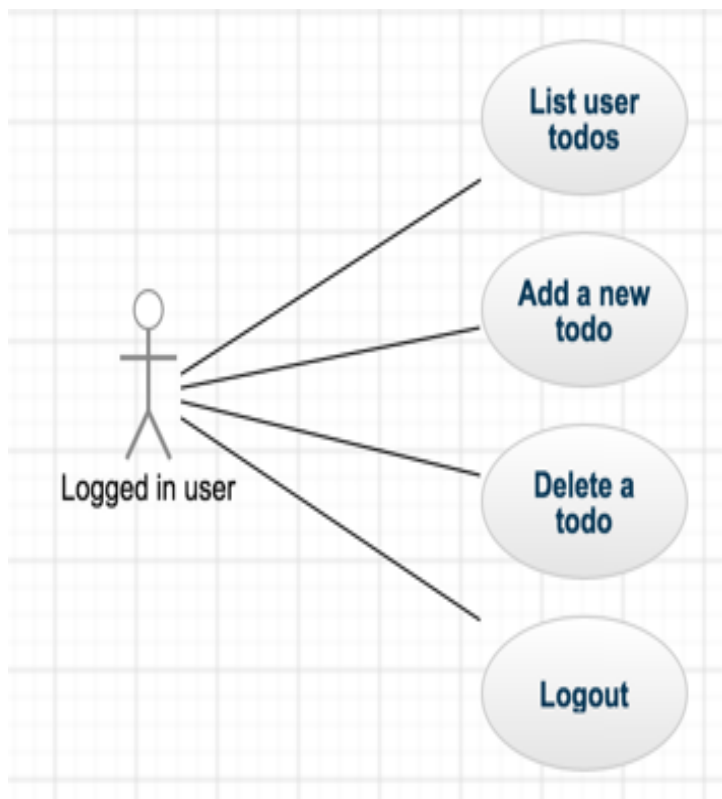 List user
todos
Add a new
todo
Logged in user
Delete a
todo
Logout